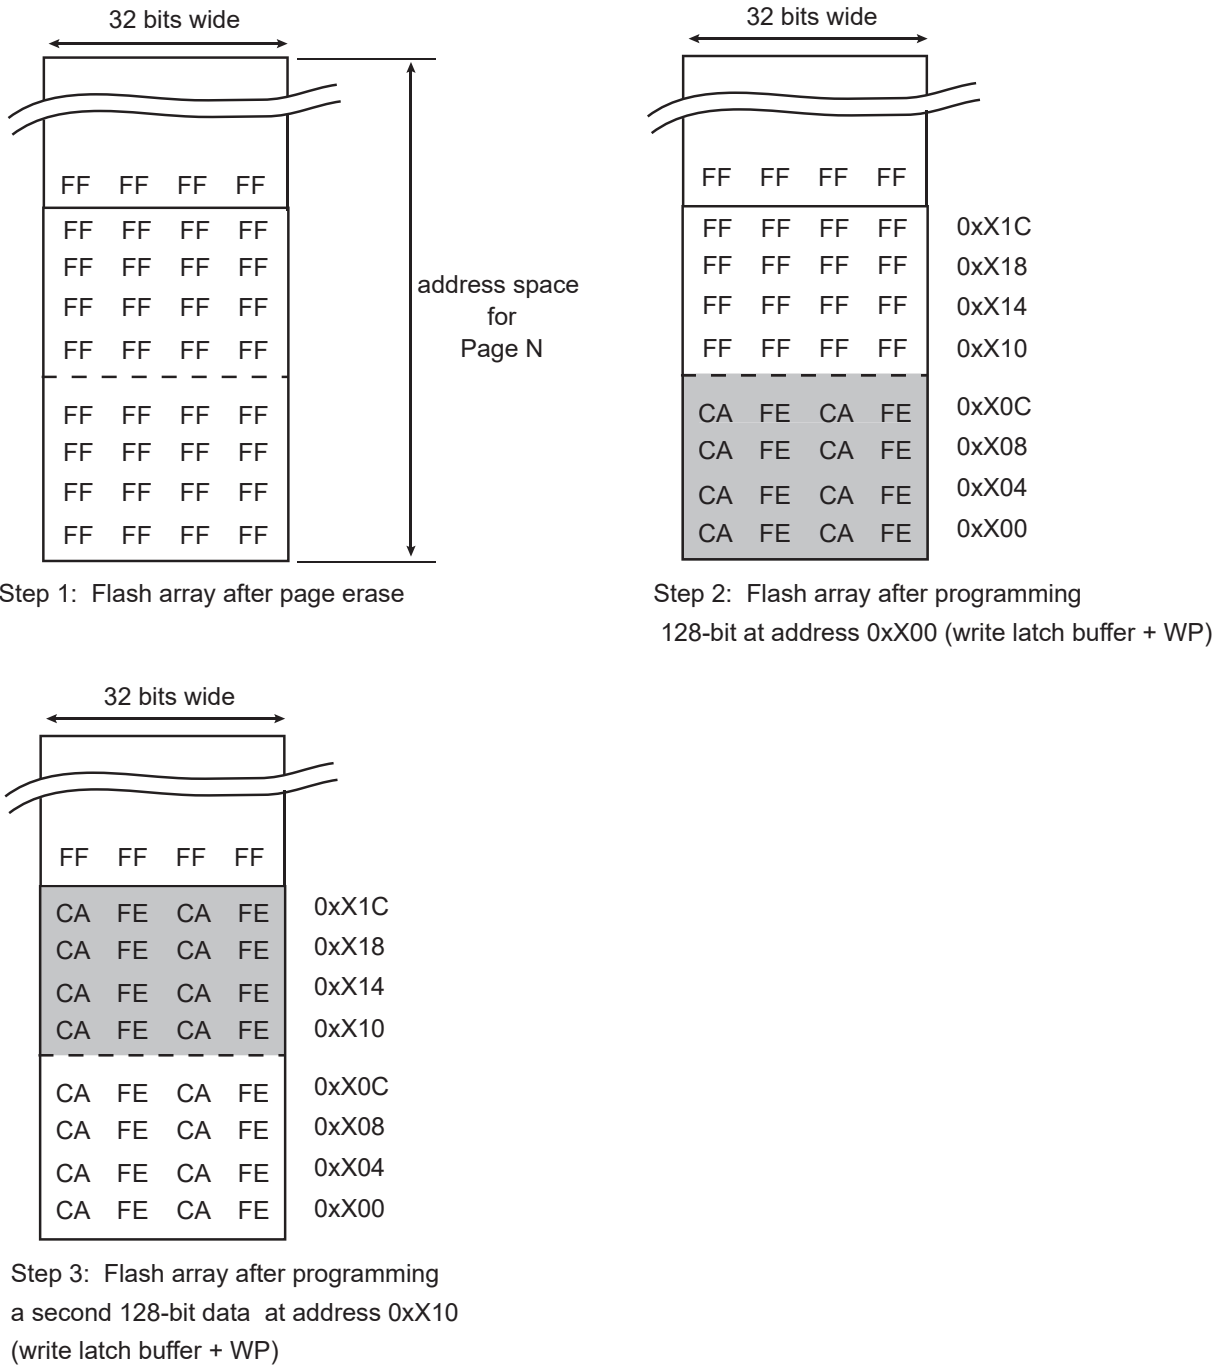 32 bits wide
FF FF FF FF
FF FF FF FF
FF FF FF FF
FF FF FF FF
FF FF FF FF
FF FF FF FF
FF FF FF FF
FF FF FF FF
FF FF FF FF
address space
for
Page N
Step 1: Flash array after page erase
32 bits wide
FF FF FF FF
FF FF FF FF 0xX1C
FF FF FF FF 0xX18
FF FF FF FF 0xX14
FF FF FF FF 0xX10
CA FE CA FE 0xX0C
CA FE CA FE 0xX08
CA FE CA FE 0xX04
CA FE CA FE 0xX00
Step 2: Flash array after programming
128-bit at address 0xX00 (write latch buffer + WP)
32 bits wide
FF FF FF FF
CA FE CA FE 0xX1C
CA FE CA FE 0xX18
CA FE CA FE 0xX14
CA FE CA FE 0xX10
CA FE CA FE 0xX0C
CA FE CA FE 0xX08
CA FE CA FE 0xX04
CA FE CA FE 0xX00
Step 3: Flash array after programming
a second 128-bit data at address 0xX10
(write latch buffer + WP)